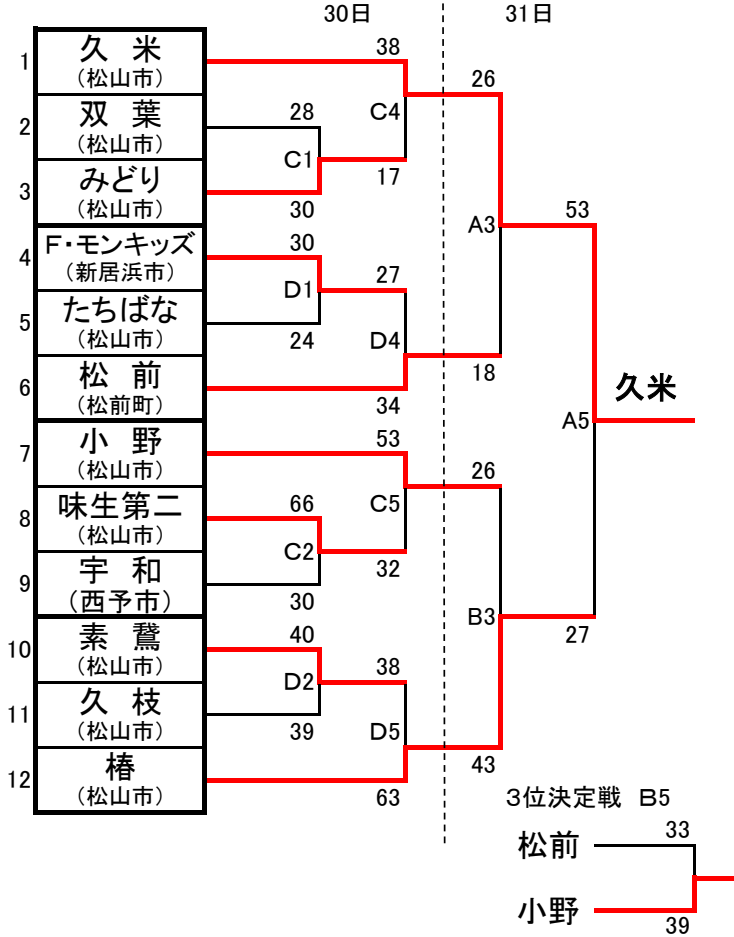 30日
31日
1
久 米
(松山市)
38
26
2
双 葉
(松山市)
28
C4
C1
3
みどり
(松山市)
30
17
4
F・モンキッズ
(新居浜市)
30
A3
53
D1
27
5
たちばな
(松山市)
24
D4
6
松 前
(松前町)
34
18
久米
A5
7
小 野
(松山市)
53
26
8
味生第二
(松山市)
66
C5
C2
9
宇 和
(西予市)
30
32
10
素 鵞
(松山市)
40
B3
27
D2
38
11
久 枝
(松山市)
39
D5
12
椿
(松山市)
63
43
3位決定戦 B5
松前
33
小野
39